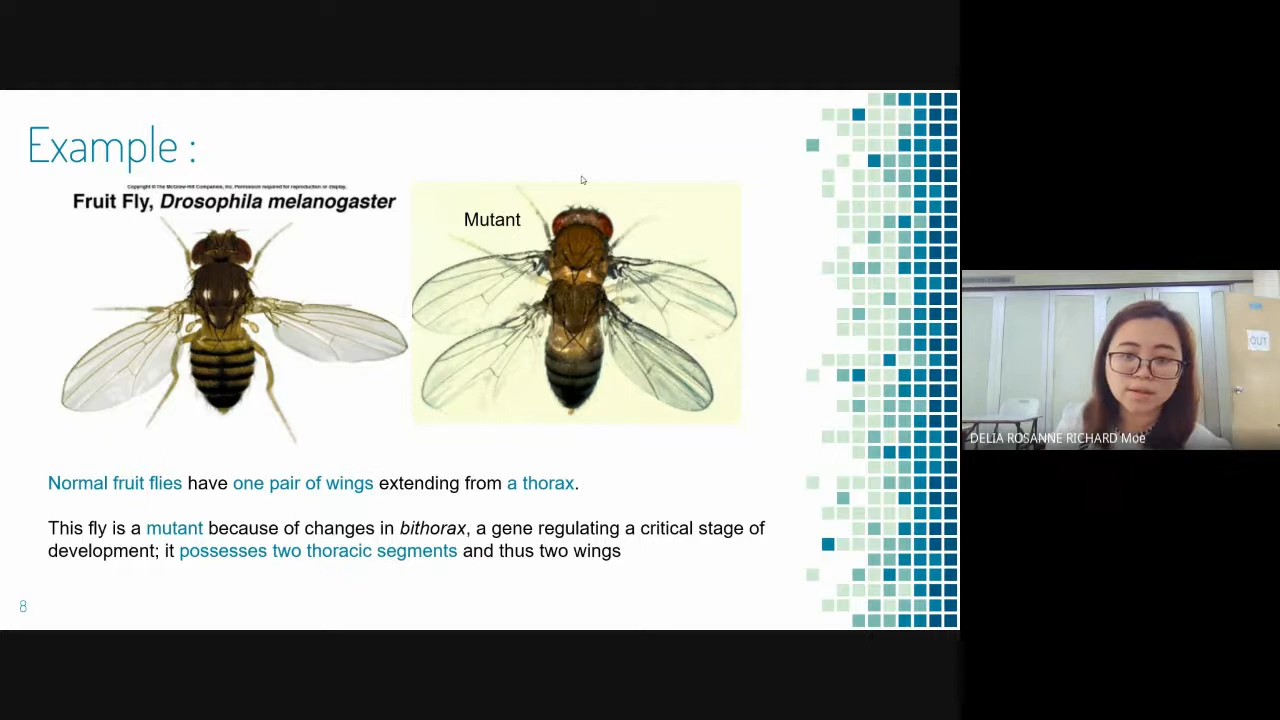 Example :
Copyright © The McGraw-Hill Companies, Inc. Permission required for reproduction or display.
Fruit Fly, Drosophila melanogaster
Mutant
Normal fruit flies have one pair of wings extending from a thorax.
This fly is a mutant because of changes in bithorax, a gene regulating a critical stage of
development; it possesses two thoracic segments and thus two wings
8
OUT
DELIA ROSANNE RICHARD Moe